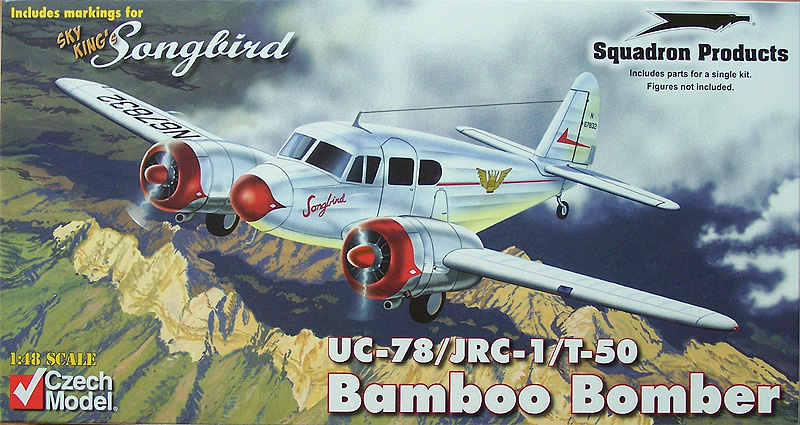 Includes markings for
SKY
KING'S
Songbird
Squadron Products
Includes parts for a single kit.
Figures not included.
N67832
N
67832
Songbird
1:48 SCALE
Czech
Model®
UC-78/JRC-1/T-50
Bamboo Bomber